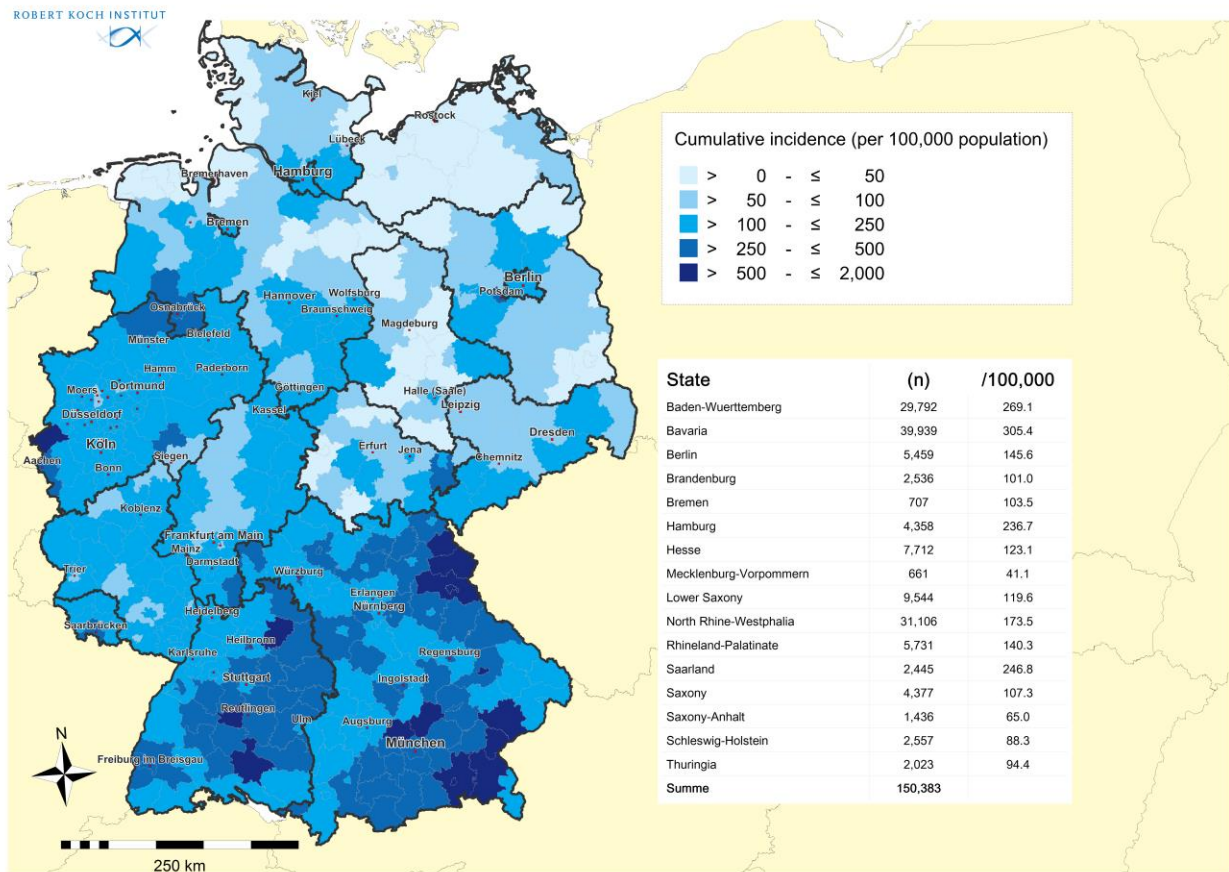 ROBERT KOCH INSTITUT
Kiel
Rostock
Lübeck
Bremerhaven
Hamburg
Bremen
Berlin
Potsdam
Hannover
Wolfsburg
Braunschweig
Osnabrück
Magdeburg
Münster
Bielefeld
Hamm
Paderborn
Moers
Dortmund
Göttingen
Halle (Saale)
Leipzig
Düsseldorf
Kassel
Dresden
Köln
Erfurt
Jena
Aachen
Siegen
Chemnitz
Bonn
Koblenz
Frankfurt am Main
Mainz
Darmstadt
Würzburg
Trier
Erlangen
Nürnberg
Heidelberg
Saarbrücken
Heilbronn
Karlsruhe
Regensburg
Stuttgart
Ingolstadt
Reutlingen
Ulm
Augsburg
München
Freiburg im Breisgau
N
250 km
Cumulative incidence (per 100,000 population)
> 0 - ≤ 50
> 50 - ≤ 100
> 100 - ≤ 250
> 250 - ≤ 500
> 500 - ≤ 2,000
State (n) /100,000
Baden-Wuerttemberg 29,792 269.1
Bavaria 39,939 305.4
Berlin 5,459 145.6
Brandenburg 2,536 101.0
Bremen 707 103.5
Hamburg 4,358 236.7
Hesse 7,712 123.1
Mecklenburg-Vorpommern 661 41.1
Lower Saxony 9,544 119.6
North Rhine-Westphalia 31,106 173.5
Rhineland-Palatinate 5,731 140.3
Saarland 2,445 246.8
Saxony 4,377 107.3
Saxony-Anhalt 1,436 65.0
Schleswig-Holstein 2,557 88.3
Thuringia 2,023 94.4
Summe 150,383